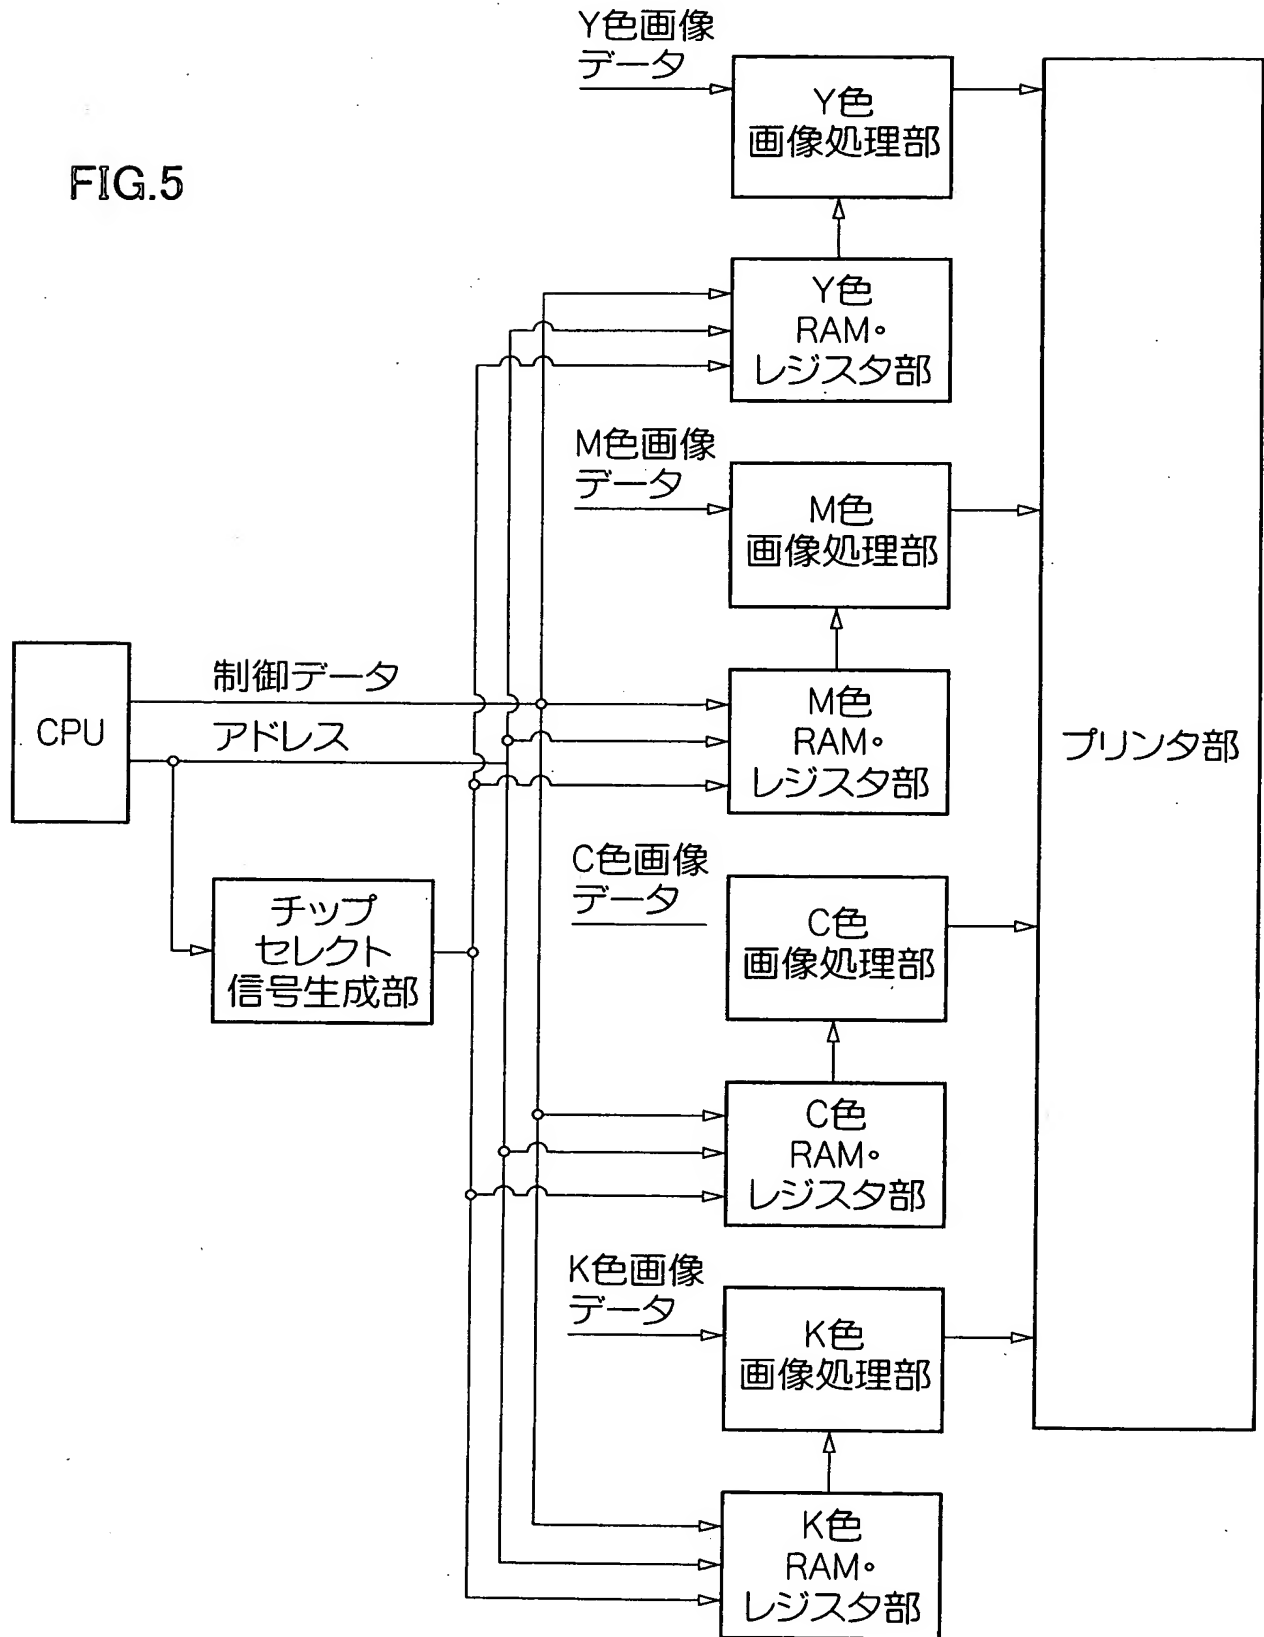 FIG.5
Y色画像
データ
Y色
画像処理部
Y色
RAM・
レジスタ部
M色画像
データ
M色
画像処理部
CPU
制御データ
アドレス
M色
RAM・
レジスタ部
プリンタ部
チップ
セレクト
信号生成部
C色画像
データ
C色
画像処理部
C色
RAM・
レジスタ部
K色画像
データ
K色
画像処理部
K色
RAM・
レジスタ部